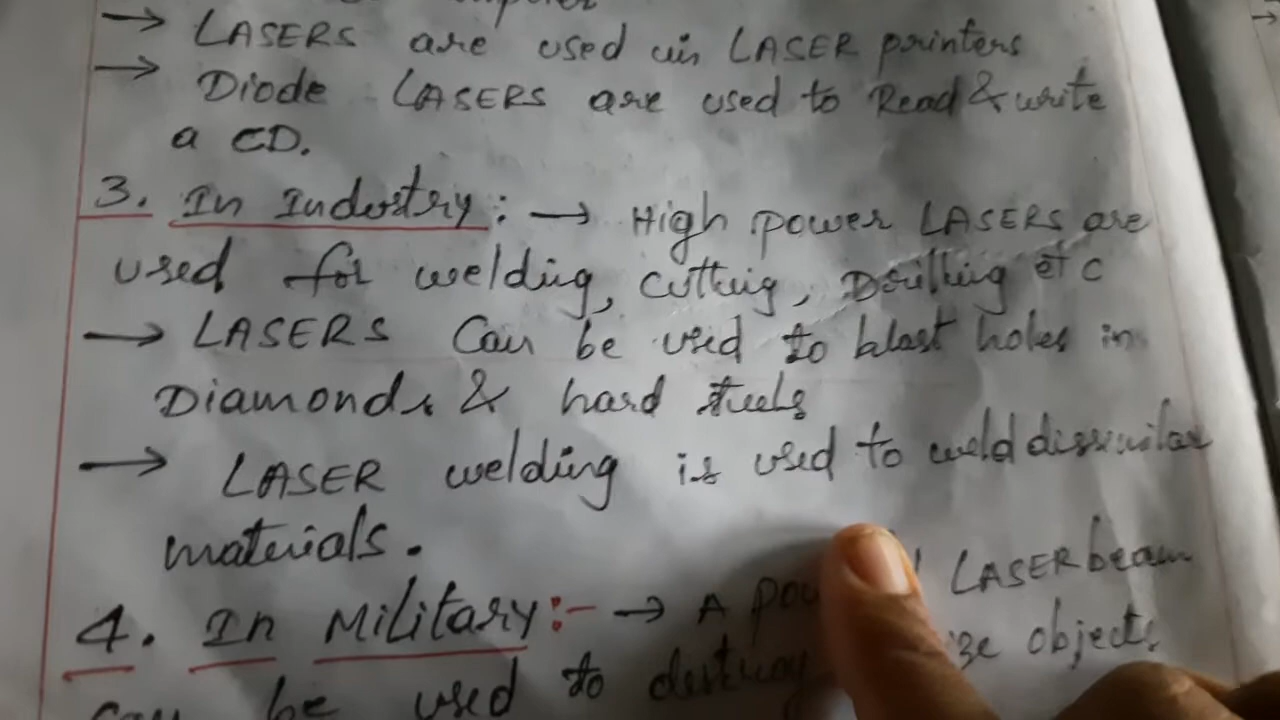 → LASERS are used in LASER printers
→ Diode LASERS are used to Read & write
a CD.
3. In Industry: → High power LASERS are
used for welding, cutting, Drilling etc
→ LASERS Can be used to blast holes in
Diamonds & hard steels
→ LASER welding is used to weld dissimilar
materials.
4. In Military:- → A LASER beam
can be used to destroy objects